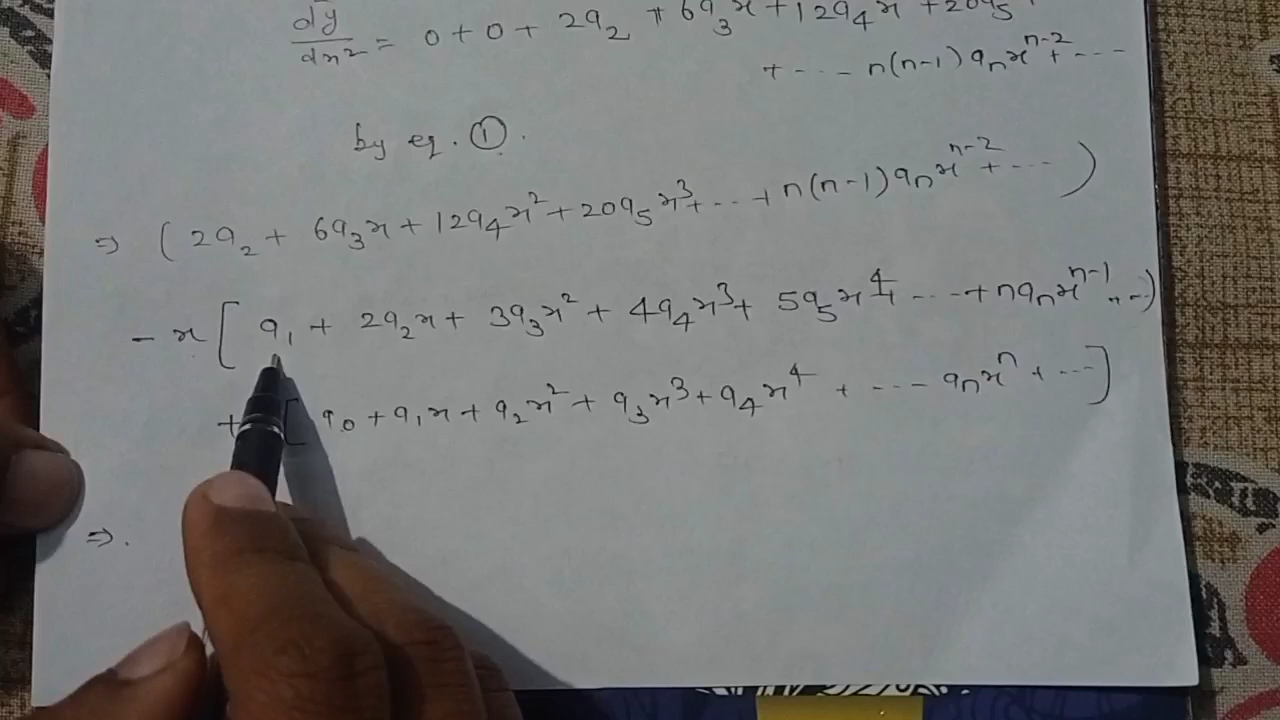 d²y/dx² = 0 + 0 + 2a₂ + 6a₃x + 12a₄x + 20a₅
+ --- n(n-1) aₙxⁿ⁻² + ---
by eq. ①.
⇒ (2a₂ + 6a₃x + 12a₄x² + 20a₅x³ + -- + n(n-1)aₙxⁿ⁻² + ---)
- x[a₁ + 2a₂x + 3a₃x² + 4a₄x³ + 5a₅x⁴ + --- + naₙxⁿ⁻¹ ---)
+ [a₀ + a₁x + a₂x² + a₃x³ + a₄x⁴ + --- aₙxⁿ + ---]
⇒.